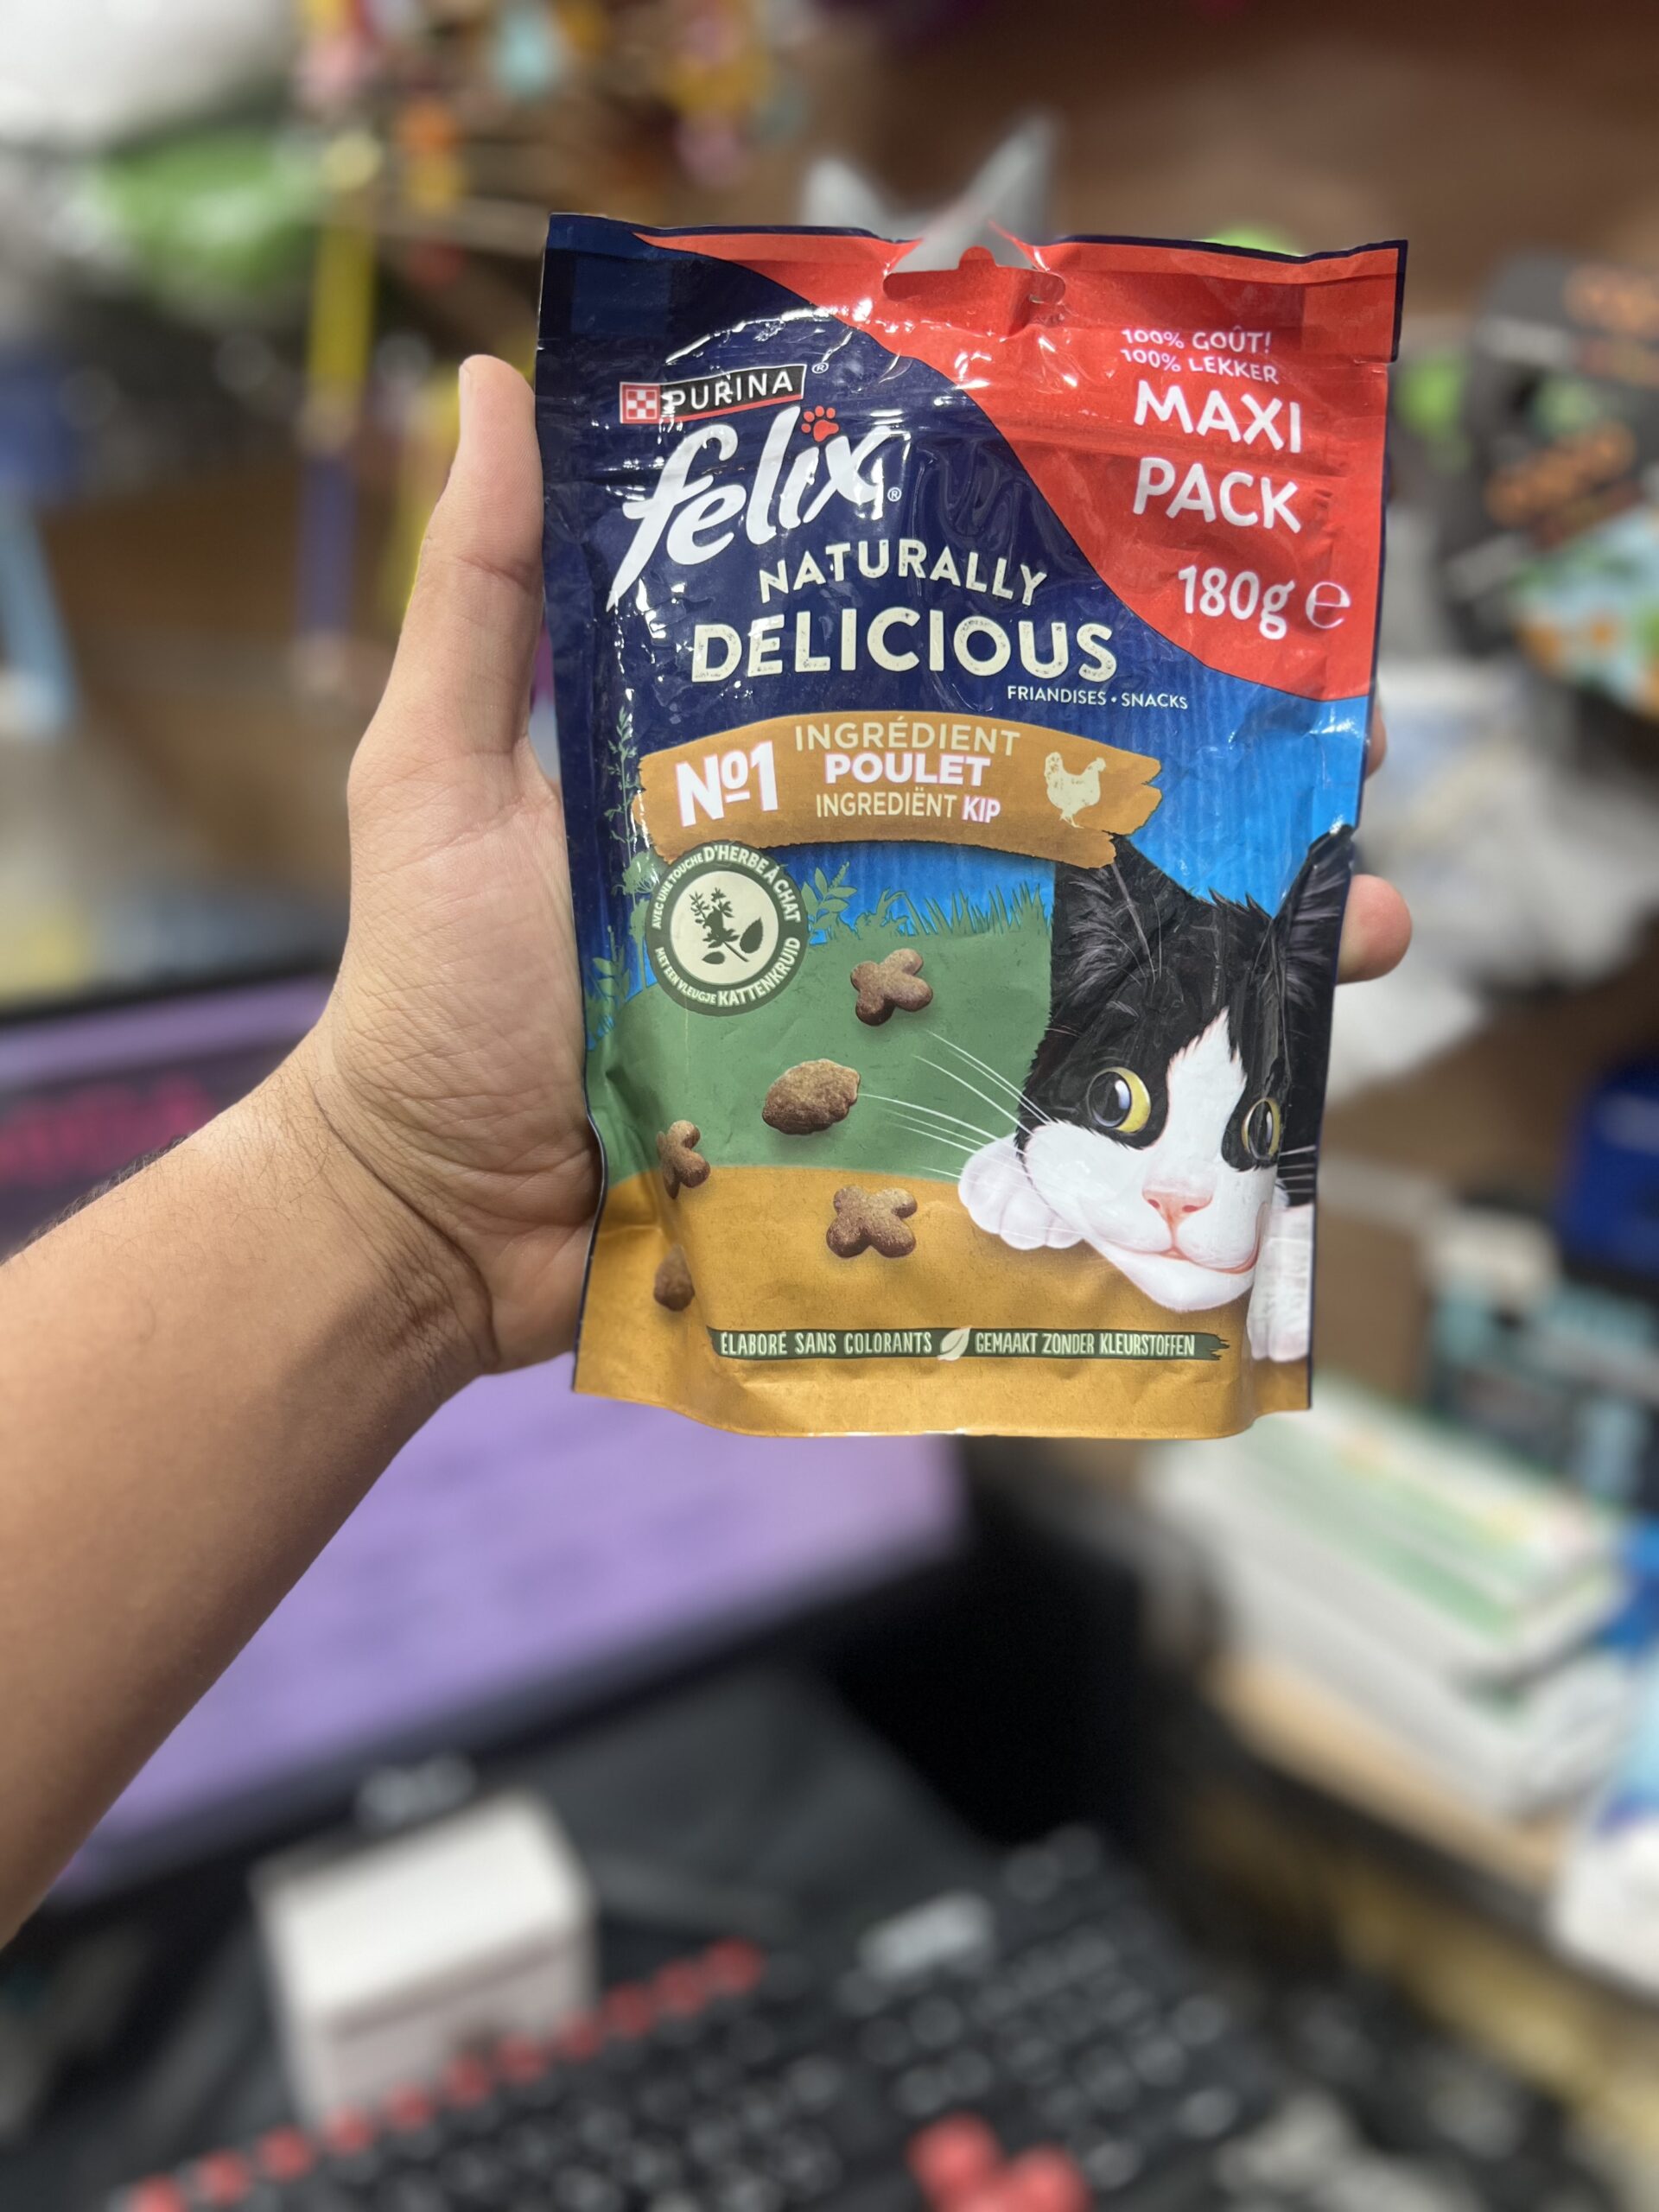 100% GOÛT!
100% LEKKER
MAXI
PACK
180g ℮
PURINA®
felix®
NATURALLY
DELICIOUS
FRIANDISES • SNACKS
Nº1
INGRÉDIENT
POULET
INGREDIËNT KIP
AVEC UNE TOUCHE D'HERBE À CHAT
MET EEN VLEUGJE KATTENKRUID
ÉLABORÉ SANS COLORANTS GEMAAKT ZONDER KLEURSTOFFEN